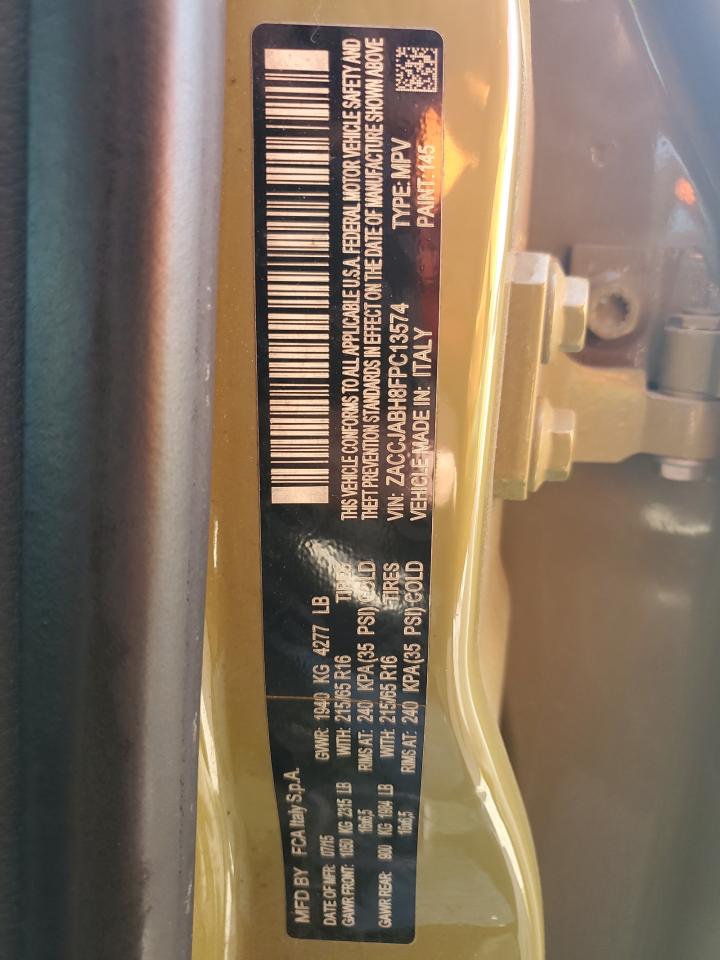 MFD BY FCA Italy S.p.A.
DATE OF MFR: 07/15 GVWR: 1940 KG 4277 LB
GAWR FRONT: 1050 KG 2315 LB WITH: 215/65 R16 TIRES
16x6,5 RIMS AT: 240 KPA(35 PSI) COLD
GAWR REAR: 900 KG 1984 LB WITH: 215/65 R16 TIRES
16x6,5 RIMS AT: 240 KPA(35 PSI) COLD
THIS VEHICLE CONFORMS TO ALL APPLICABLE U.S.A. FEDERAL MOTOR VEHICLE SAFETY AND
THEFT PREVENTION STANDARDS IN EFFECT ON THE DATE OF MANUFACTURE SHOWN ABOVE
VIN: ZACCJABH8FPC13574 TYPE: MPV
VEHICLE MADE IN: ITALY PAINT: 145